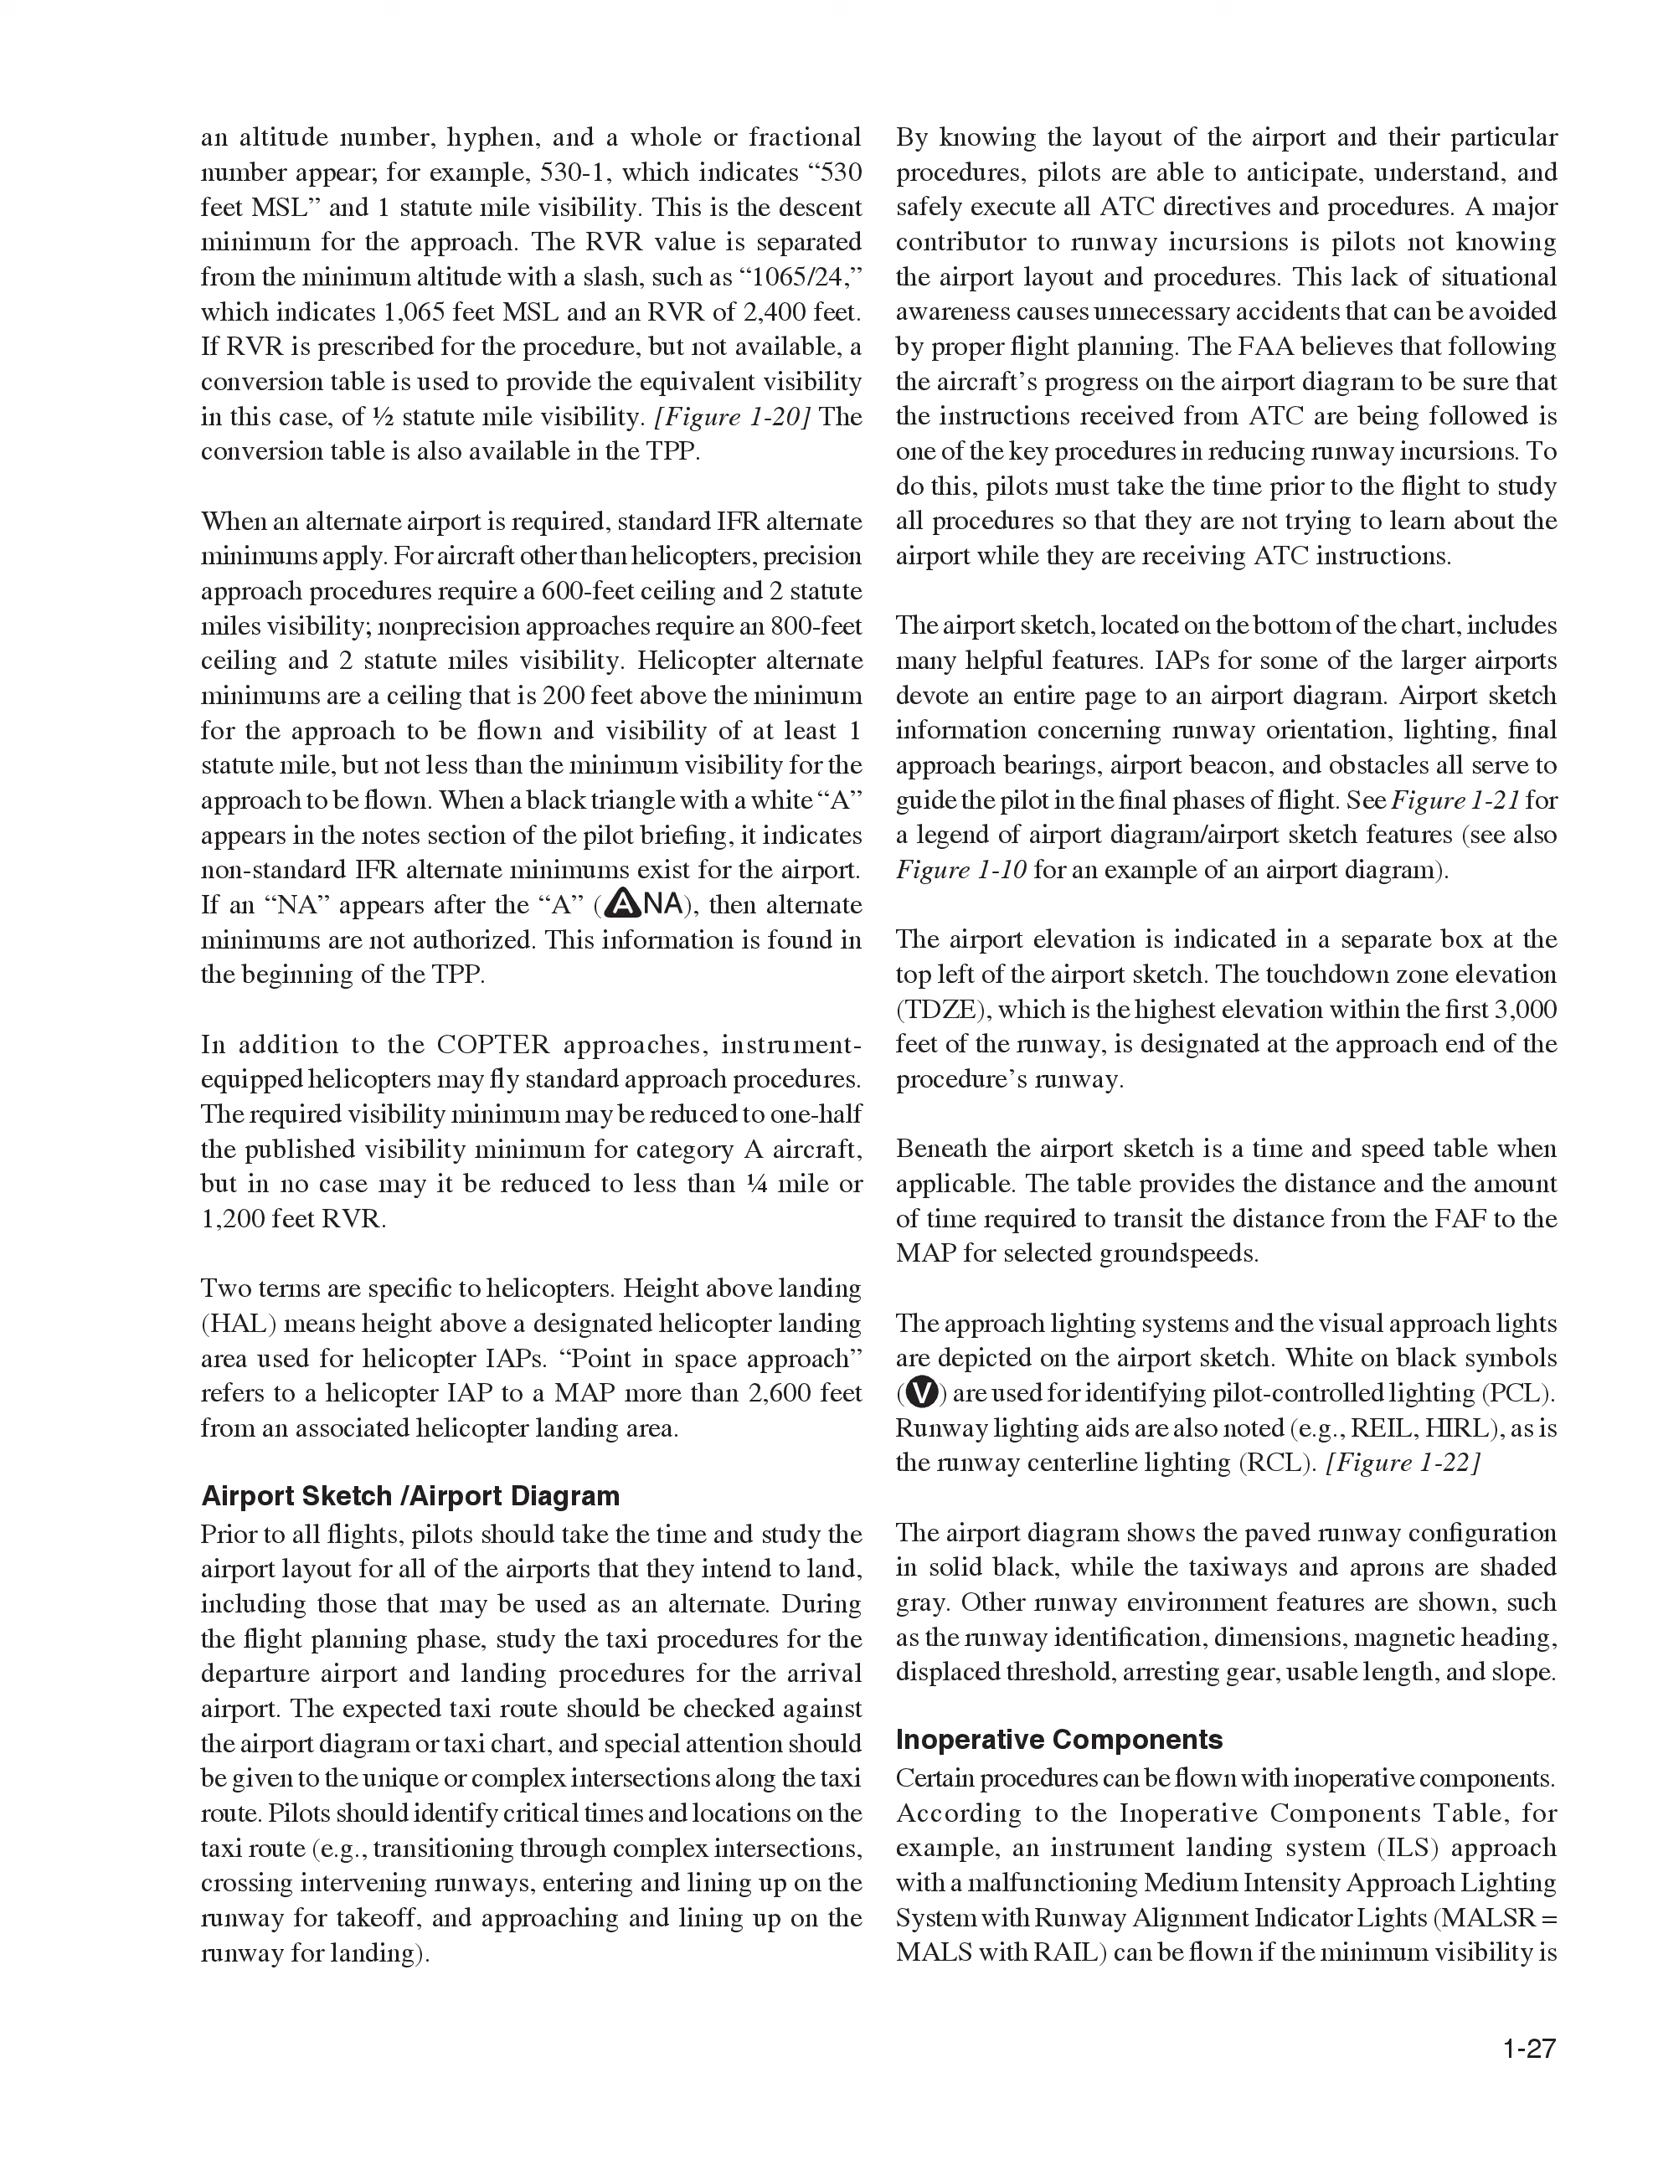 an altitude number, hyphen, and a whole or fractional
number appear; for example, 530-1, which indicates “530
feet MSL” and 1 statute mile visibility. This is the descent
minimum for the approach. The RVR value is separated
from the minimum altitude with a slash, such as “1065/24,”
which indicates 1,065 feet MSL and an RVR of 2,400 feet.
If RVR is prescribed for the procedure, but not available, a
conversion table is used to provide the equivalent visibility
in this case, of ½ statute mile visibility. [Figure 1-20] The
conversion table is also available in the TPP.

When an alternate airport is required, standard IFR alternate
minimums apply. For aircraft other than helicopters, precision
approach procedures require a 600-feet ceiling and 2 statute
miles visibility; nonprecision approaches require an 800-feet
ceiling and 2 statute miles visibility. Helicopter alternate
minimums are a ceiling that is 200 feet above the minimum
for the approach to be flown and visibility of at least 1
statute mile, but not less than the minimum visibility for the
approach to be flown. When a black triangle with a white “A”
appears in the notes section of the pilot briefing, it indicates
non-standard IFR alternate minimums exist for the airport.
If an “NA” appears after the “A” (A NA), then alternate
minimums are not authorized. This information is found in
the beginning of the TPP.

In addition to the COPTER approaches, instrument-
equipped helicopters may fly standard approach procedures.
The required visibility minimum may be reduced to one-half
the published visibility minimum for category A aircraft,
but in no case may it be reduced to less than ¼ mile or
1,200 feet RVR.

Two terms are specific to helicopters. Height above landing
(HAL) means height above a designated helicopter landing
area used for helicopter IAPs. “Point in space approach”
refers to a helicopter IAP to a MAP more than 2,600 feet
from an associated helicopter landing area.

Airport Sketch /Airport Diagram
Prior to all flights, pilots should take the time and study the
airport layout for all of the airports that they intend to land,
including those that may be used as an alternate. During
the flight planning phase, study the taxi procedures for the
departure airport and landing procedures for the arrival
airport. The expected taxi route should be checked against
the airport diagram or taxi chart, and special attention should
be given to the unique or complex intersections along the taxi
route. Pilots should identify critical times and locations on the
taxi route (e.g., transitioning through complex intersections,
crossing intervening runways, entering and lining up on the
runway for takeoff, and approaching and lining up on the
runway for landing).

By knowing the layout of the airport and their particular
procedures, pilots are able to anticipate, understand, and
safely execute all ATC directives and procedures. A major
contributor to runway incursions is pilots not knowing
the airport layout and procedures. This lack of situational
awareness causes unnecessary accidents that can be avoided
by proper flight planning. The FAA believes that following
the aircraft’s progress on the airport diagram to be sure that
the instructions received from ATC are being followed is
one of the key procedures in reducing runway incursions. To
do this, pilots must take the time prior to the flight to study
all procedures so that they are not trying to learn about the
airport while they are receiving ATC instructions.

The airport sketch, located on the bottom of the chart, includes
many helpful features. IAPs for some of the larger airports
devote an entire page to an airport diagram. Airport sketch
information concerning runway orientation, lighting, final
approach bearings, airport beacon, and obstacles all serve to
guide the pilot in the final phases of flight. See Figure 1-21 for
a legend of airport diagram/airport sketch features (see also
Figure 1-10 for an example of an airport diagram).

The airport elevation is indicated in a separate box at the
top left of the airport sketch. The touchdown zone elevation
(TDZE), which is the highest elevation within the first 3,000
feet of the runway, is designated at the approach end of the
procedure’s runway.

Beneath the airport sketch is a time and speed table when
applicable. The table provides the distance and the amount
of time required to transit the distance from the FAF to the
MAP for selected groundspeeds.

The approach lighting systems and the visual approach lights
are depicted on the airport sketch. White on black symbols
(V) are used for identifying pilot-controlled lighting (PCL).
Runway lighting aids are also noted (e.g., REIL, HIRL), as is
the runway centerline lighting (RCL). [Figure 1-22]

The airport diagram shows the paved runway configuration
in solid black, while the taxiways and aprons are shaded
gray. Other runway environment features are shown, such
as the runway identification, dimensions, magnetic heading,
displaced threshold, arresting gear, usable length, and slope.

Inoperative Components
Certain procedures can be flown with inoperative components.
According to the Inoperative Components Table, for
example, an instrument landing system (ILS) approach
with a malfunctioning Medium Intensity Approach Lighting
System with Runway Alignment Indicator Lights (MALSR =
MALS with RAIL) can be flown if the minimum visibility is

1-27